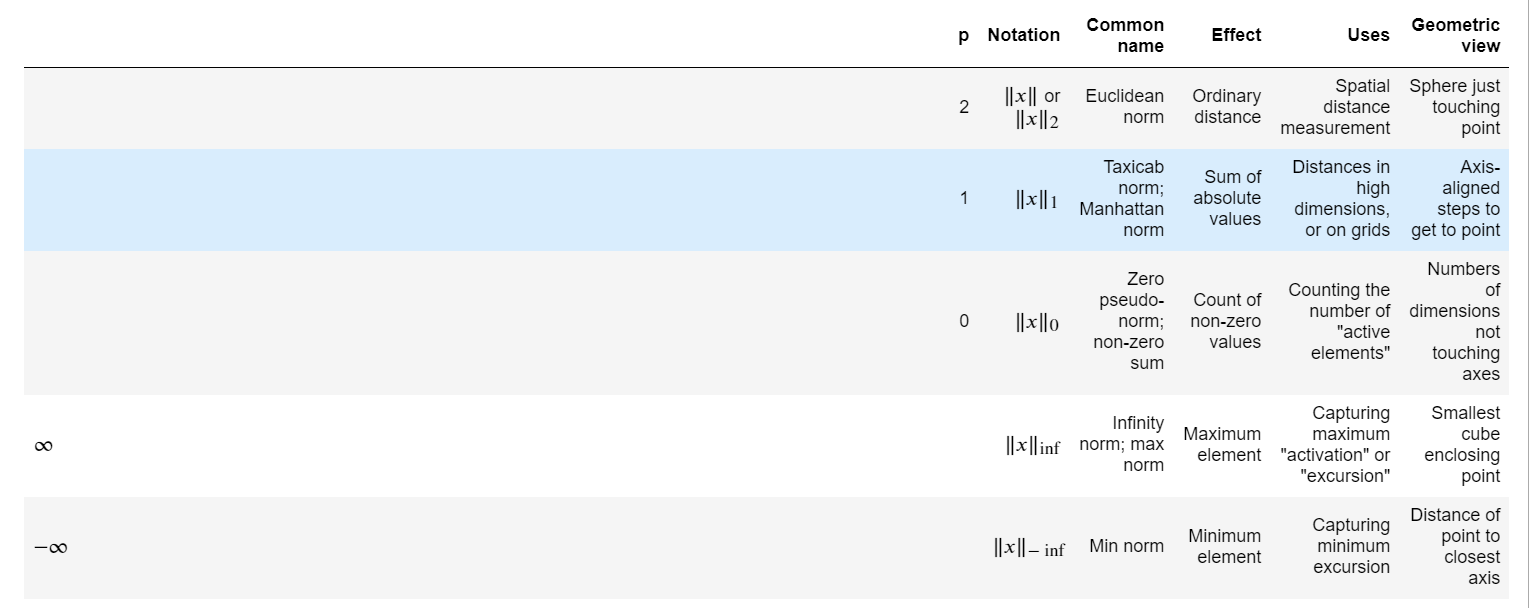 p Notation Common name Effect Uses Geometric view
2 ‖x‖ or ‖x‖2 Euclidean norm Ordinary distance Spatial distance measurement Sphere just touching point
1 ‖x‖1 Taxicab norm; Manhattan norm Sum of absolute values Distances in high dimensions, or on grids Axis-aligned steps to get to point
0 ‖x‖0 Zero pseudo-norm; non-zero sum Count of non-zero values Counting the number of "active elements" Numbers of dimensions not touching axes
∞ ‖x‖inf Infinity norm; max norm Maximum element Capturing maximum "activation" or "excursion" Smallest cube enclosing point
−∞ ‖x‖− inf Min norm Minimum element Capturing minimum excursion Distance of point to closest axis